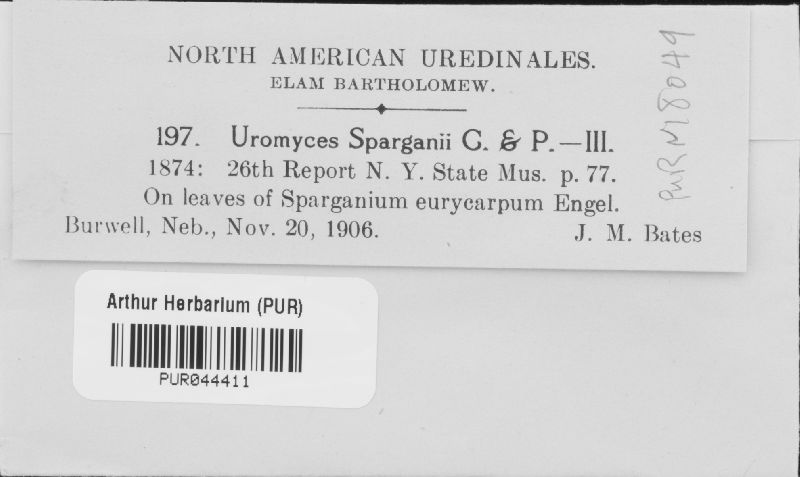 NORTH AMERICAN UREDINALES.
ELAM BARTHOLOMEW.
197. Uromyces Sparganii C. & P.—III.
1874: 26th Report N. Y. State Mus. p. 77.
On leaves of Sparganium eurycarpum Engel.
Burwell, Neb., Nov. 20, 1906. J. M. Bates
PUR N18049
Arthur Herbarium (PUR)
PUR044411